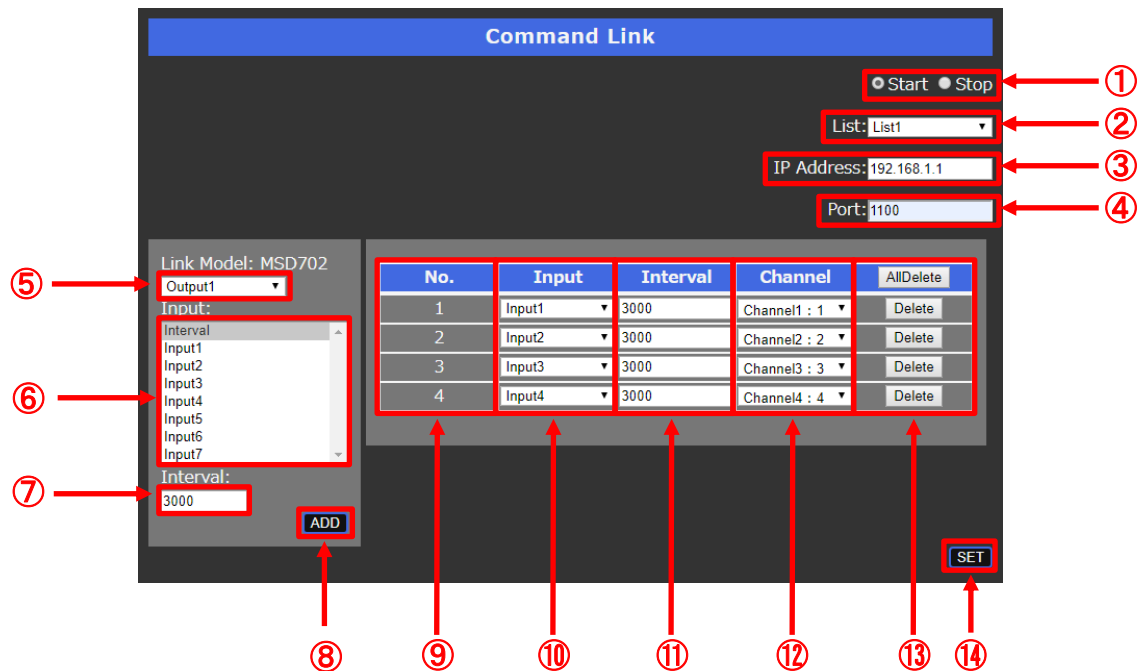 Command Link
Start Stop ①
List: List1 ②
IP Address: 192.168.1.1 ③
Port: 1100 ④
Link Model: MSD702
⑤ Output1
Input:
Interval
Input1
Input2
Input3
⑥ Input4
Input5
Input6
Input7
Interval:
⑦ 3000
ADD
No. Input Interval Channel AllDelete
1 Input1 3000 Channel1 : 1 Delete
2 Input2 3000 Channel2 : 2 Delete
3 Input3 3000 Channel3 : 3 Delete
4 Input4 3000 Channel4 : 4 Delete
SET
⑧ ⑨ ⑩ ⑪ ⑫ ⑬ ⑭